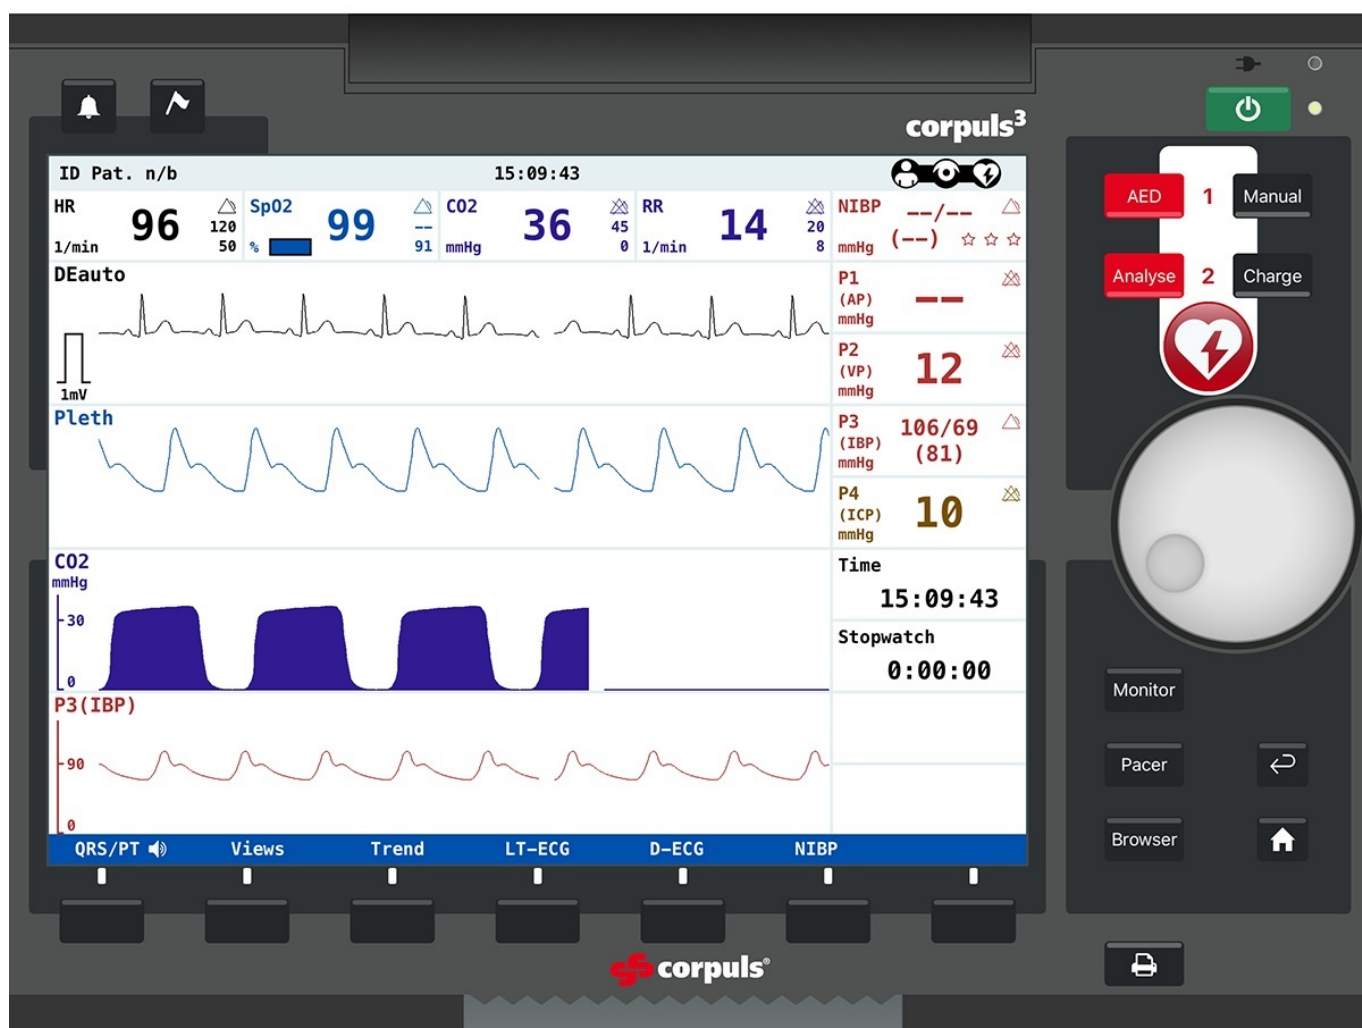 corpuls3
ID Pat. n/b 15:09:43
HR 96 120 50 1/min
SpO2 99 -- 91 %
CO2 36 45 0 mmHg
RR 14 20 8 1/min
NIBP --/-- (--) mmHg
DEauto
1mV
P1 (AP) mmHg --
P2 (VP) mmHg 12
Pleth
P3 (IBP) mmHg 106/69 (81)
P4 (ICP) mmHg 10
CO2
mmHg
30
0
Time
15:09:43
Stopwatch
0:00:00
P3(IBP)
90
0
QRS/PT Views Trend LT-ECG D-ECG NIBP
corpuls®
AED 1 Manual
Analyse 2 Charge
Monitor
Pacer
Browser